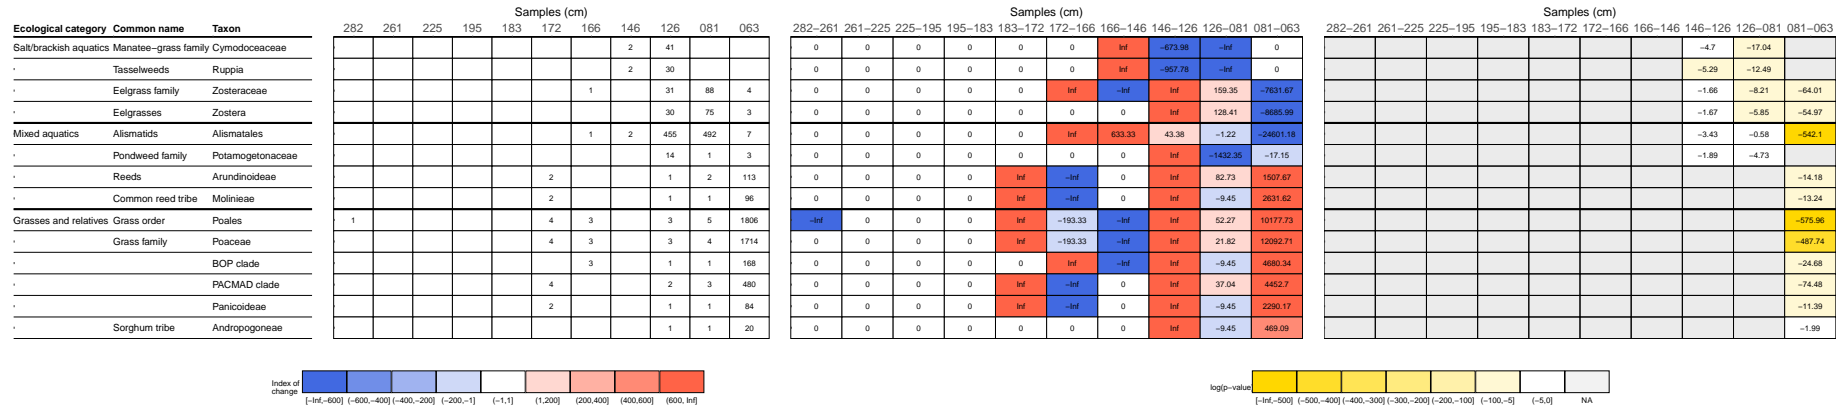 Samples (cm) Samples (cm) Samples (cm)
Ecological category Common name Taxon 282 261 225 195 183 172 166 146 126 081 063 282−261 261−225 225−195 195−183 183−172 172−166 166−146 146−126 126−081 081−063 282−261 261−225 225−195 195−183 183−172 172−166 166−146 146−126 126−081 081−063
Salt/brackish aquatics Manatee−grass family Cymodoceaceae 2 41 0 0 0 0 0 0 Inf −673.98 −Inf 0 −4.7 −17.04
Tasselweeds Ruppia 2 30 0 0 0 0 0 0 Inf −957.78 −Inf 0 −5.29 −12.49
Eelgrass family Zosteraceae 1 31 88 4 0 0 0 0 0 Inf −Inf Inf 159.35 −7631.67 −1.66 −8.21 −64.01
Eelgrasses Zostera 30 75 3 0 0 0 0 0 0 0 Inf 128.41 −8685.99 −1.67 −5.85 −54.97
Mixed aquatics Alismatids Alismatales 1 2 455 492 7 0 0 0 0 0 Inf 633.33 43.38 −1.22 −24601.18 −3.43 −0.58 −542.1
Pondweed family Potamogetonaceae 14 1 3 0 0 0 0 0 0 0 Inf −1432.35 −17.15 −1.89 −4.73
Reeds Arundinoideae 2 1 2 113 0 0 0 0 Inf −Inf 0 Inf 82.73 1507.67 −14.18
Common reed tribe Molinieae 2 1 1 96 0 0 0 0 Inf −Inf 0 Inf −9.45 2631.62 −13.24
Grasses and relatives Grass order Poales 1 4 3 3 5 1806 −Inf 0 0 0 Inf −193.33 −Inf Inf 52.27 10177.73 −575.96
Grass family Poaceae 4 3 3 4 1714 0 0 0 0 Inf −193.33 −Inf Inf 21.82 12092.71 −487.74
BOP clade 3 1 1 168 0 0 0 0 0 Inf −Inf Inf −9.45 4680.34 −24.68
PACMAD clade 4 2 3 480 0 0 0 0 Inf −Inf 0 Inf 37.04 4452.7 −74.48
Panicoideae 2 1 1 84 0 0 0 0 Inf −Inf 0 Inf −9.45 2290.17 −11.39
Sorghum tribe Andropogoneae 1 1 20 0 0 0 0 0 0 0 Inf −9.45 469.09 −1.99
Index of
change
[−Inf,−600] (−600,−400] (−400,−200] (−200,−1] (−1,1] (1,200] (200,400] (400,600] (600, Inf]
log(p−value)
[−Inf,−500] (−500,−400] (−400,−300] (−300,−200] (−200,−100] (−100,−5] (−5,0] NA